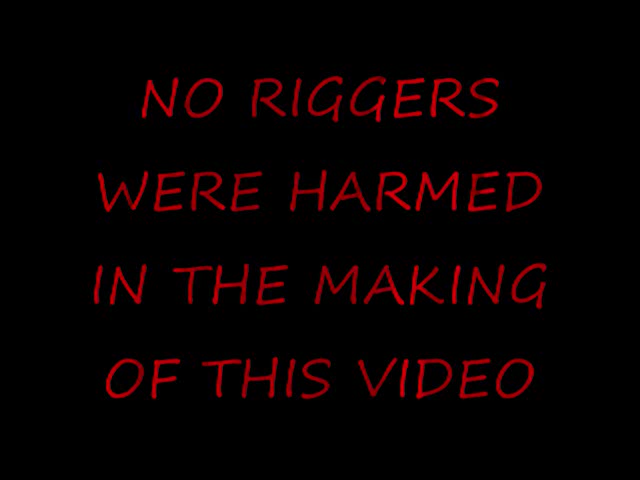 NO RIGGERS
WERE HARMED
IN THE MAKING
OF THIS VIDEO